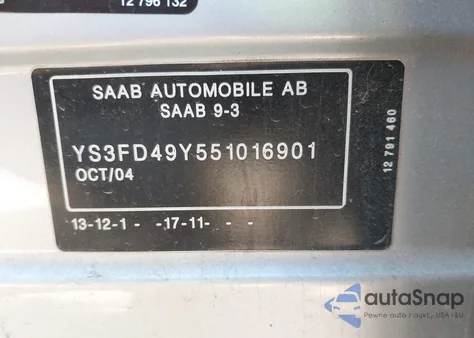 12 796 132
SAAB AUTOMOBILE AB
SAAB 9-3
YS3FD49Y551016901
OCT/04
13-12-1 - -17-11- - -
12 791 460
autoSnap